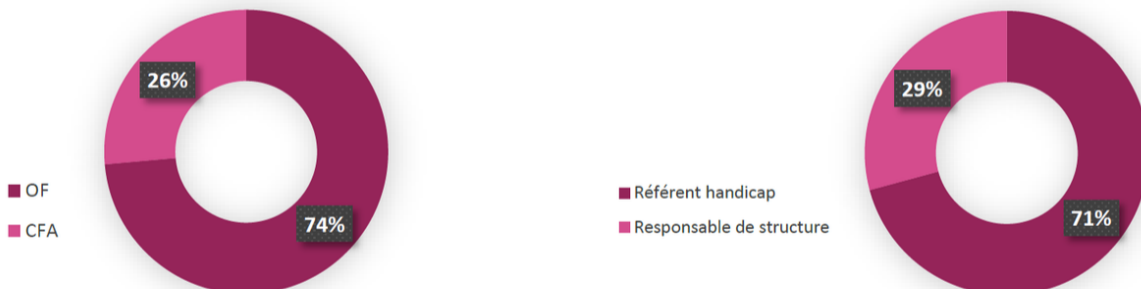 26%
74%
OF
CFA
29%
71%
Référent handicap
Responsable de structure